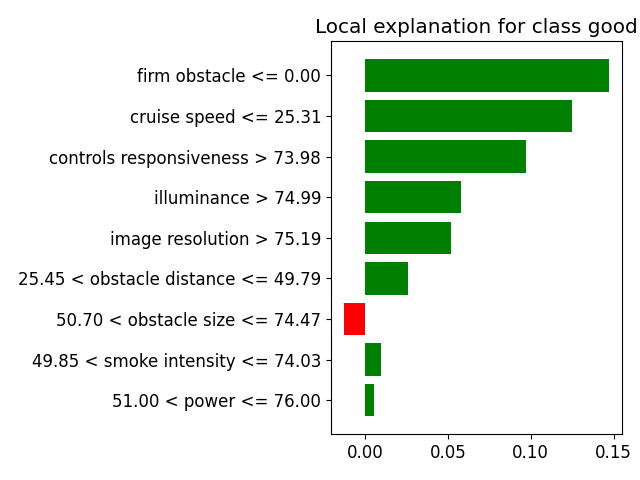 Local explanation for class good
firm obstacle <= 0.00
cruise speed <= 25.31
controls responsiveness > 73.98
illuminance > 74.99
image resolution > 75.19
25.45 < obstacle distance <= 49.79
50.70 < obstacle size <= 74.47
49.85 < smoke intensity <= 74.03
51.00 < power <= 76.00
0.00 0.05 0.10 0.15